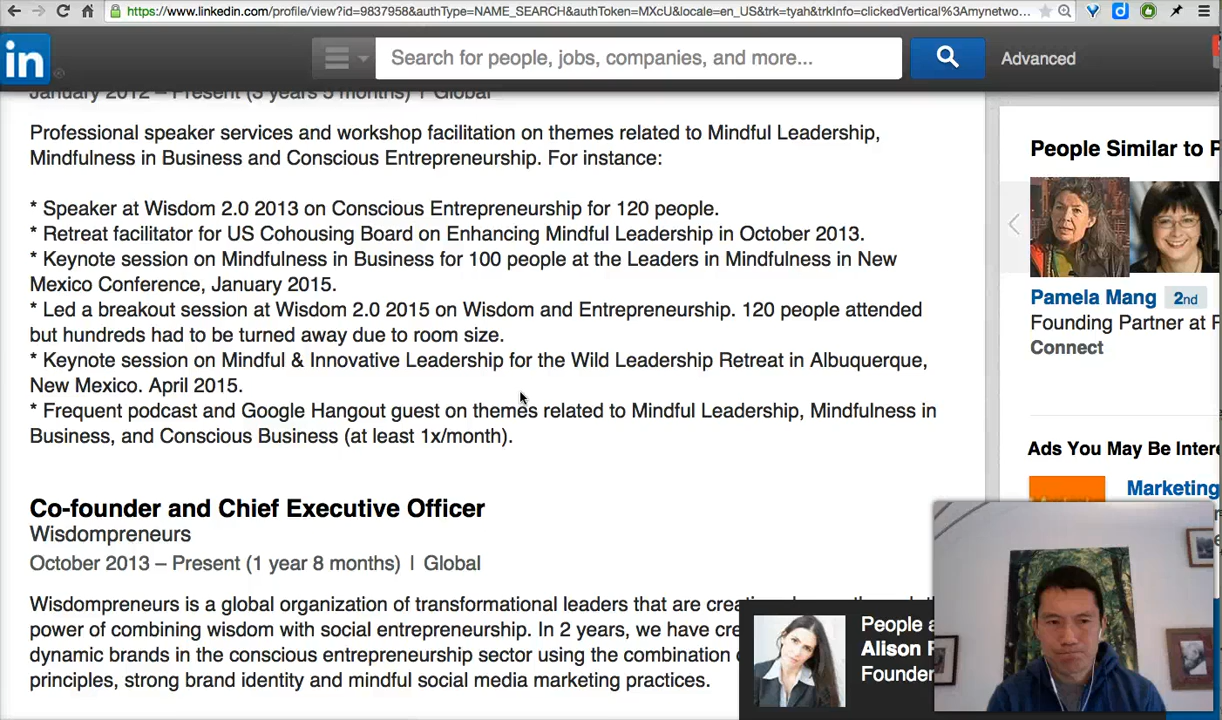 https://www.linkedin.com/profile/view?id=9837958&authType=NAME_SEARCH&authToken=MXcU&locale=en_US&trk=tyah&trkInfo=clickedVertical%3Amynetwo...
in
Search for people, jobs, companies, and more...
Advanced
January 2012 – Present (3 years 5 months) | Global
Professional speaker services and workshop facilitation on themes related to Mindful Leadership,
Mindfulness in Business and Conscious Entrepreneurship. For instance:
* Speaker at Wisdom 2.0 2013 on Conscious Entrepreneurship for 120 people.
* Retreat facilitator for US Cohousing Board on Enhancing Mindful Leadership in October 2013.
* Keynote session on Mindfulness in Business for 100 people at the Leaders in Mindfulness in New
Mexico Conference, January 2015.
* Led a breakout session at Wisdom 2.0 2015 on Wisdom and Entrepreneurship. 120 people attended
but hundreds had to be turned away due to room size.
* Keynote session on Mindful & Innovative Leadership for the Wild Leadership Retreat in Albuquerque,
New Mexico. April 2015.
* Frequent podcast and Google Hangout guest on themes related to Mindful Leadership, Mindfulness in
Business, and Conscious Business (at least 1x/month).
Co-founder and Chief Executive Officer
Wisdompreneurs
October 2013 – Present (1 year 8 months) | Global
Wisdompreneurs is a global organization of transformational leaders that are
power of combining wisdom with social entrepreneurship. In 2 years, we have
dynamic brands in the conscious entrepreneurship sector using the combination
principles, strong brand identity and mindful social media marketing practices.
People Similar to
Pamela Mang 2nd
Founding Partner at
Connect
Ads You May Be
Marketing
People
Alison
Founder